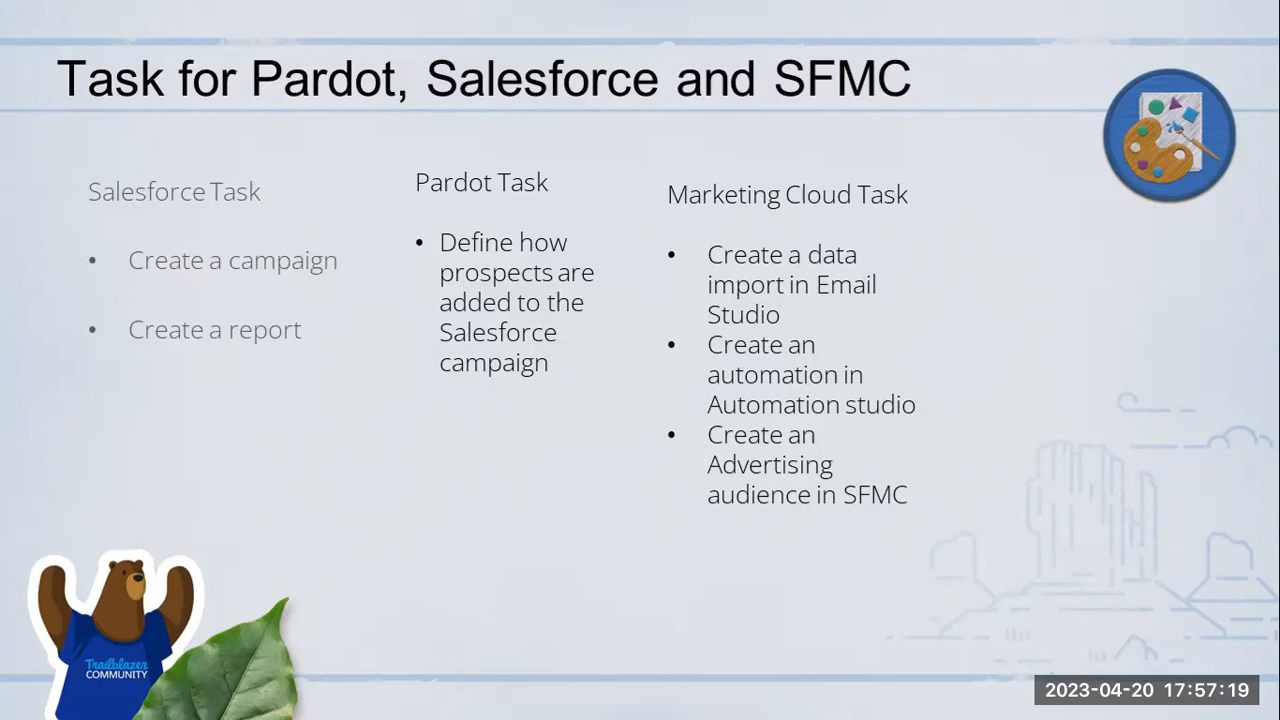 Task for Pardot, Salesforce and SFMC
Salesforce Task
• Create a campaign
• Create a report
Pardot Task
• Define how
prospects are
added to the
Salesforce
campaign
Marketing Cloud Task
• Create a data
import in Email
Studio
• Create an
automation in
Automation studio
• Create an
Advertising
audience in SFMC
Trailblazer
COMMUNITY
2023-04-20 17:57:19